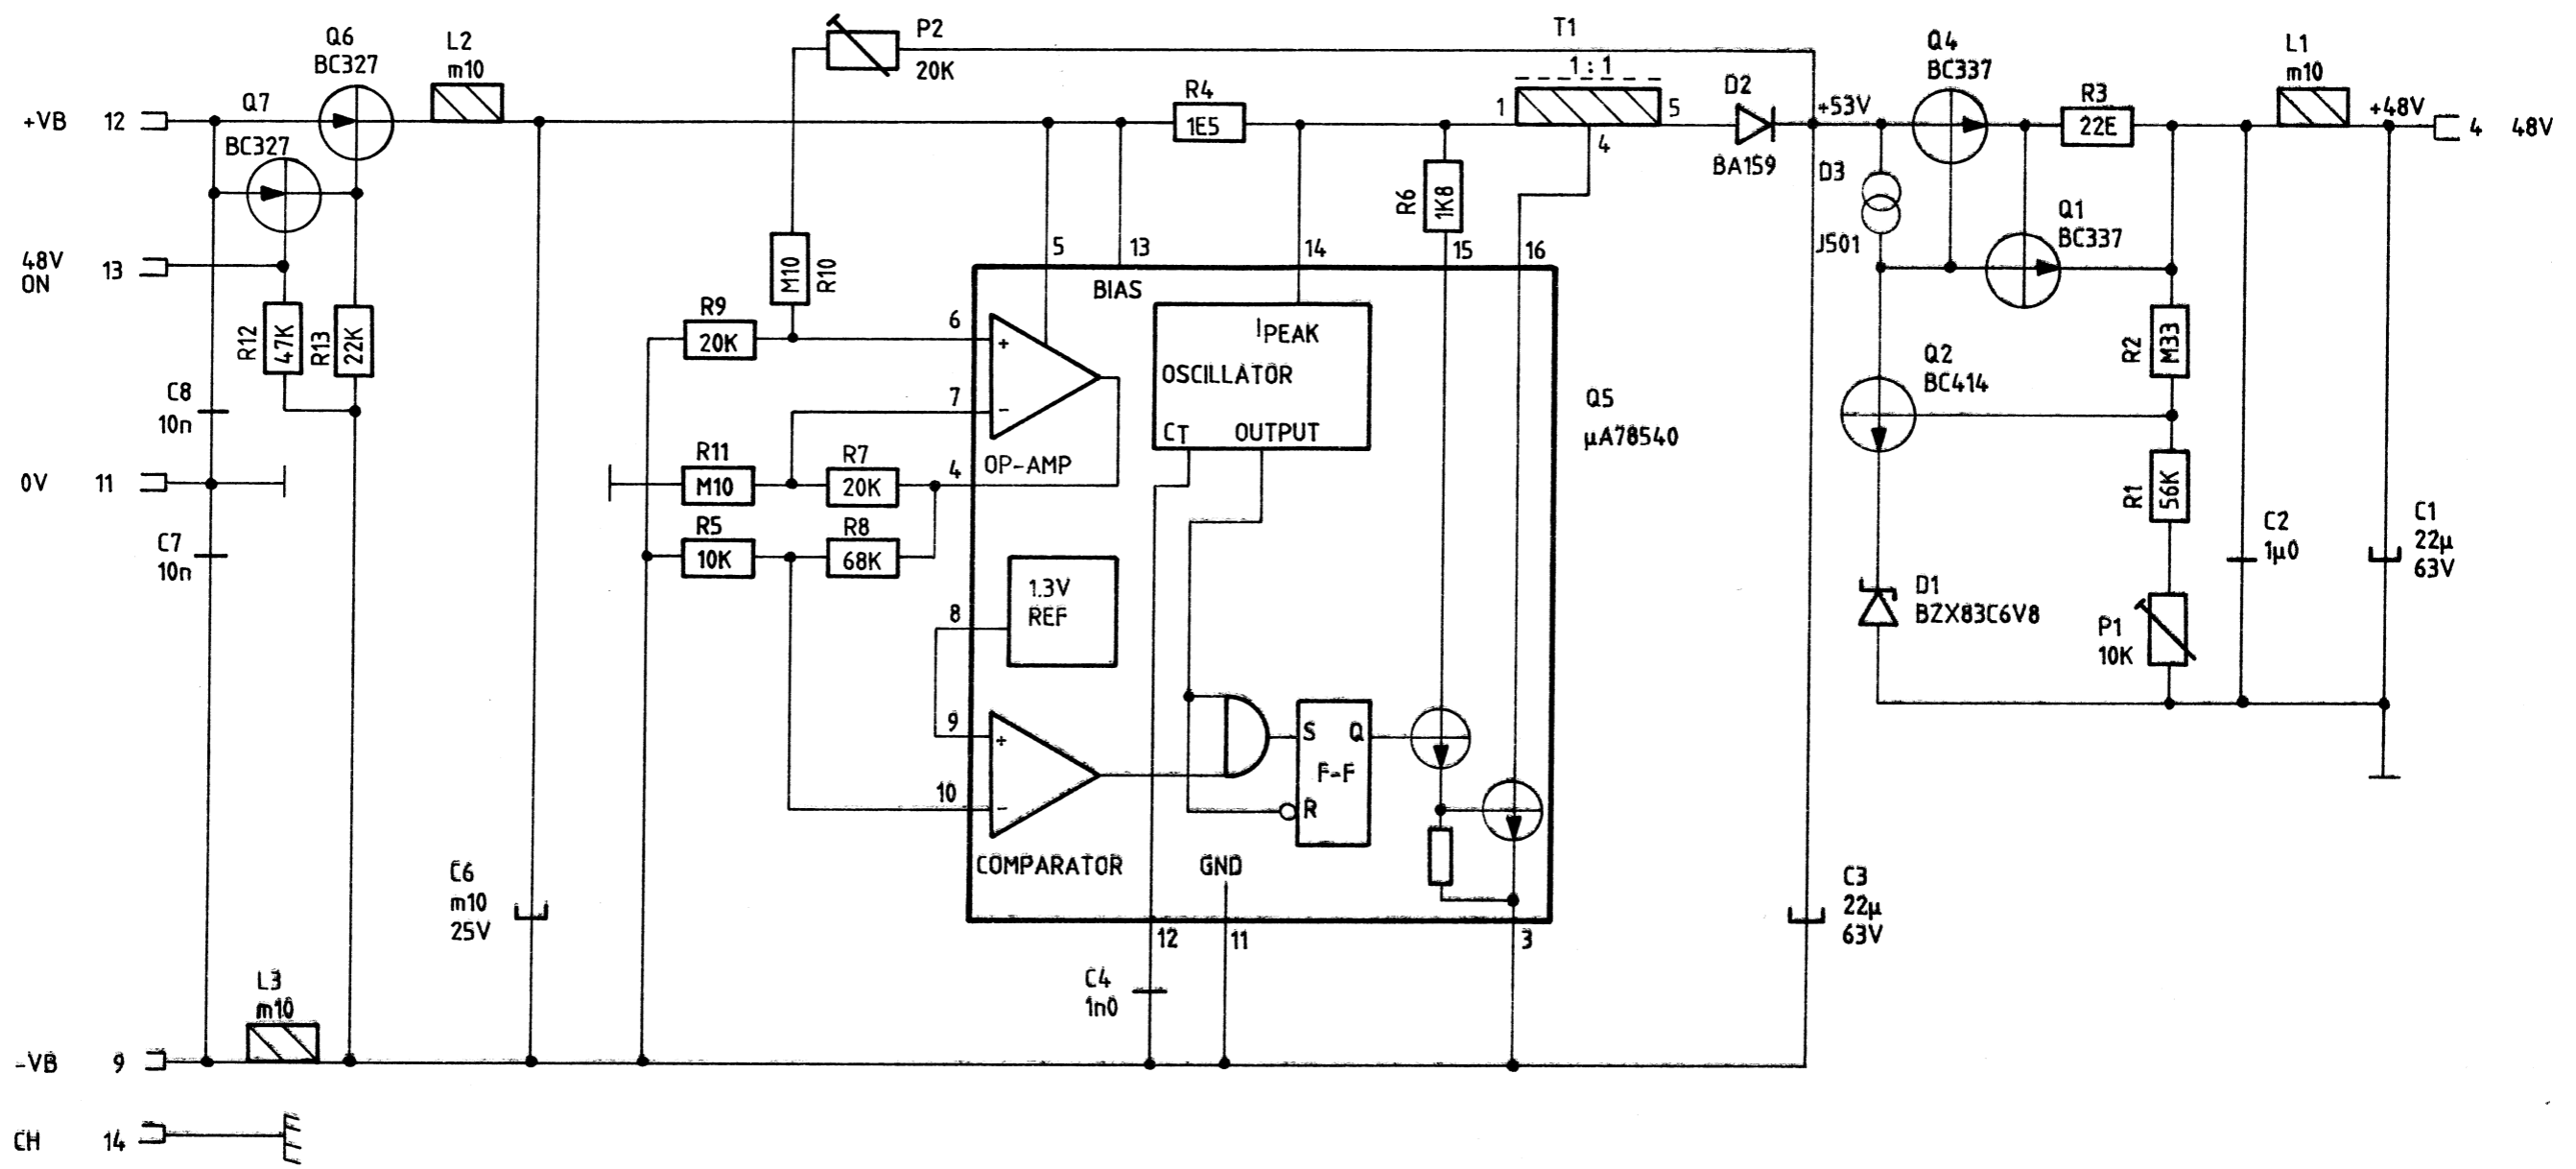 Q6
BC327
L2
m10
P2
20K
T1
1:1
Q4
BC337
L1
m10
+VB 12
Q7
BC327
R4
1E5
1
5
4
D2
BA159
+53V
R3
22E
+48V
4 48V
48V
ON
13
R12
47K
R13
22K
M10
R10
R6
1K8
D3
J501
Q1
BC337
5
13
14
15
16
BIAS
R9
20K
6
+
IPEAK
OSCILLATOR
CT
OUTPUT
7
-
OP-AMP
C8
10n
0V 11
C7
10n
R11
M10
R7
20K
4
R5
10K
R8
68K
1.3V
REF
8
9
+
10
-
COMPARATOR
GND
S
Q
F-F
R
Q5
µA78540
Q2
BC414
R2
M33
R1
56K
D1
BZX83C6V8
P1
10K
C2
1µ0
C1
22µ
63V
C6
m10
25V
C3
22µ
63V
12
11
3
C4
1n0
L3
m10
-VB 9
CH 14